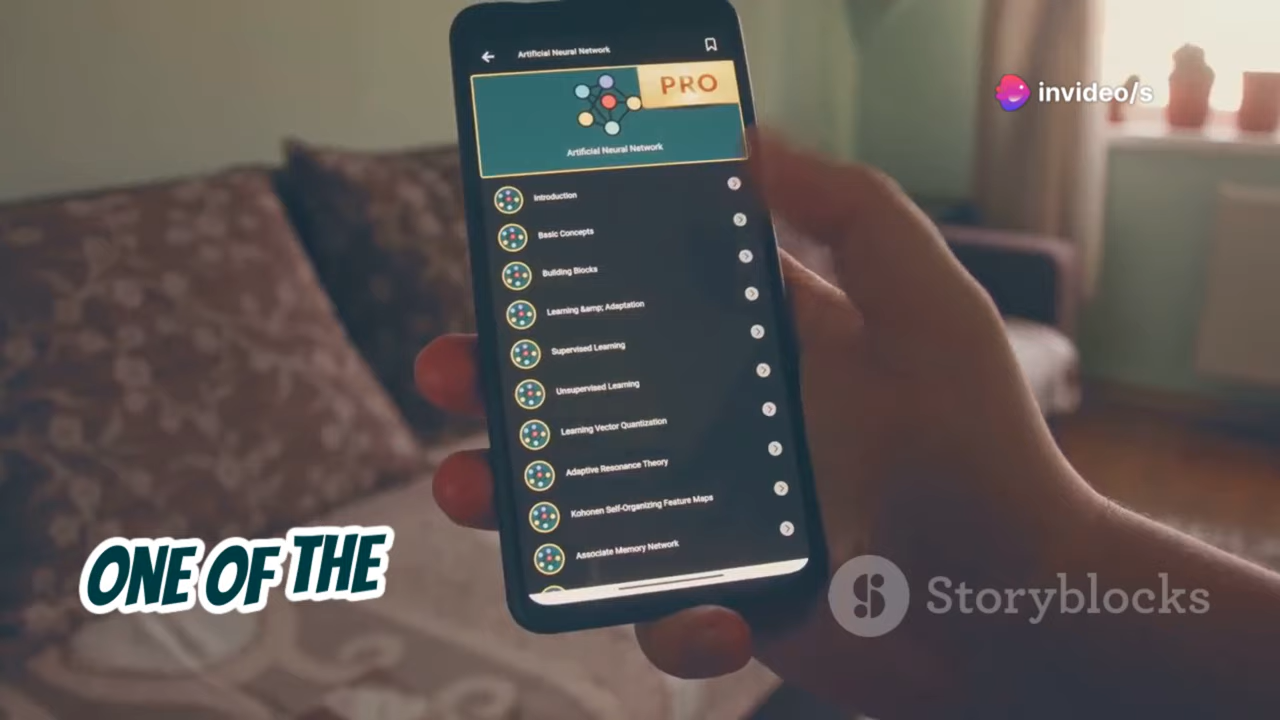 Artificial Neural Network
PRO
Artificial Neural Network
invideo/s
Introduction
Basic Concepts
Building Blocks
Learning &amp; Adaptation
Supervised Learning
Unsupervised Learning
Learning Vector Quantization
Adaptive Resonance Theory
Kohonen Self-Organizing Feature Maps
Associate Memory Network
ONE OF THE
Storyblocks